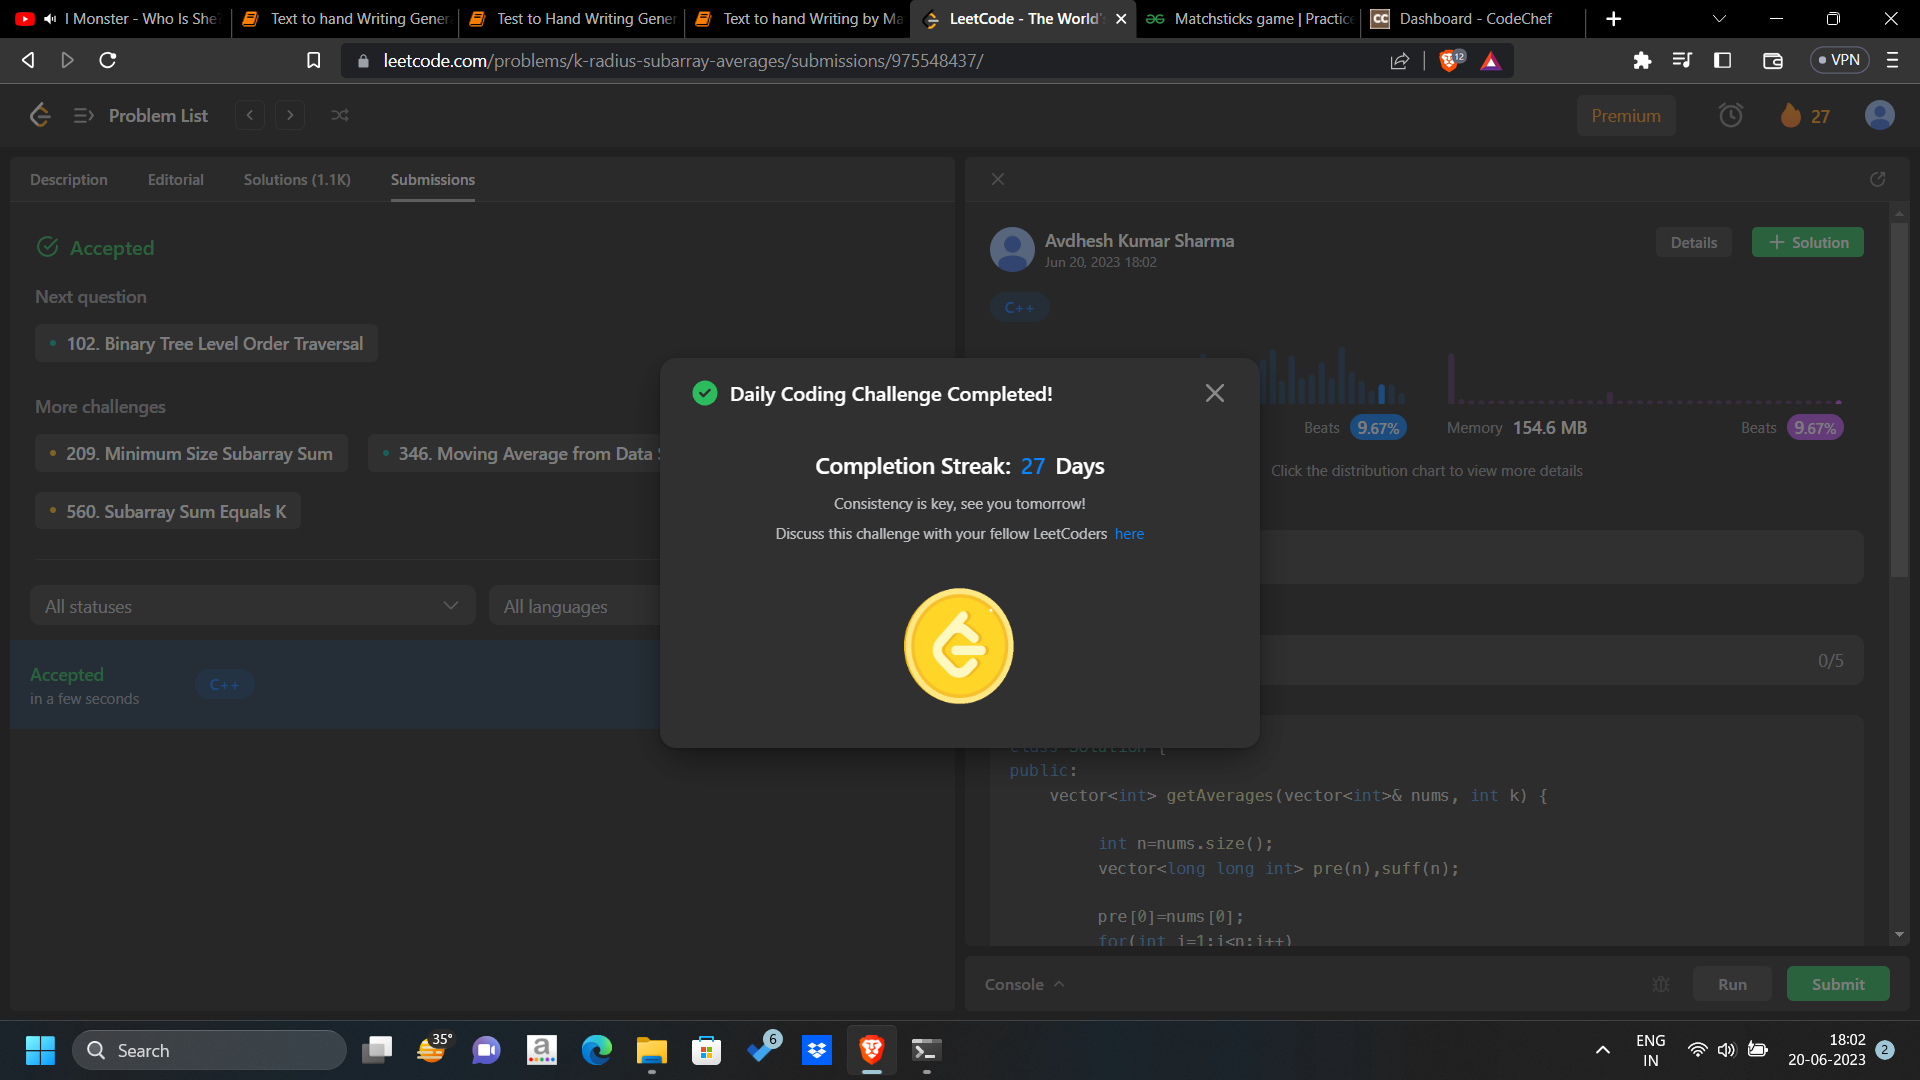 I Monster - Who Is She
Text to hand Writing Gener
Test to Hand Writing Gener
Text to hand Writing by Ma
LeetCode - The World'
Matchsticks game | Practice
CC
Dashboard - CodeChef
leetcode.com/problems/k-radius-subarray-averages/submissions/975548437/
12
VPN
Problem List
Premium
27
Description
Editorial
Solutions (1.1K)
Submissions
Accepted
Next question
102. Binary Tree Level Order Traversal
More challenges
209. Minimum Size Subarray Sum
346. Moving Average from Data S
560. Subarray Sum Equals K
All statuses
All languages
Accepted
in a few seconds
C++
Avdhesh Kumar Sharma
Jun 20, 2023 18:02
Details
+ Solution
C++
Beats 9.67%
Memory 154.6 MB
Beats 9.67%
Click the distribution chart to view more details
Daily Coding Challenge Completed!
Completion Streak: 27 Days
Consistency is key, see you tomorrow!
Discuss this challenge with your fellow LeetCoders here
0/5
class Solution {
public:
vector<int> getAverages(vector<int>& nums, int k) {
int n=nums.size();
vector<long long int> pre(n),suff(n);
pre[0]=nums[0];
for(int i=1;i<n;i++)
Console
Run
Submit
Search
35°
a
6
ENG
IN
18:02
20-06-2023
2